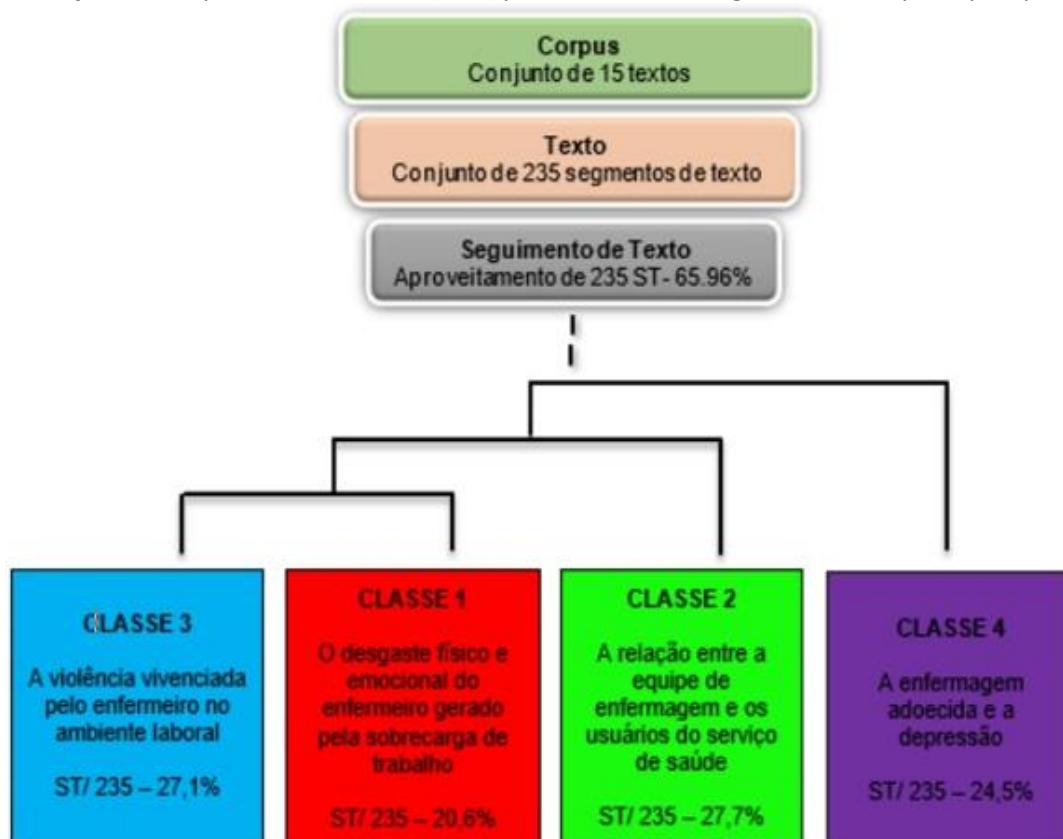 Corpus
Conjunto de 15 textos
Texto
Conjunto de 235 segmentos de texto
Seguimento de Texto
Aproveitamento de 235 ST- 65.96%
CLASSE 3
A violência vivenciada
pelo enfermeiro no
ambiente laboral
ST/ 235 – 27,1%
CLASSE 1
O desgaste físico e
emocional do
enfermeiro gerado
pela sobrecarga de
trabalho
ST/ 235 – 20,6%
CLASSE 2
A relação entre a
equipe de
enfermagem e os
usuários do serviço
de saúde
ST/ 235 – 27,7%
CLASSE 4
A enfermagem
adoecida e a
depressão
ST/ 235 – 24,5%